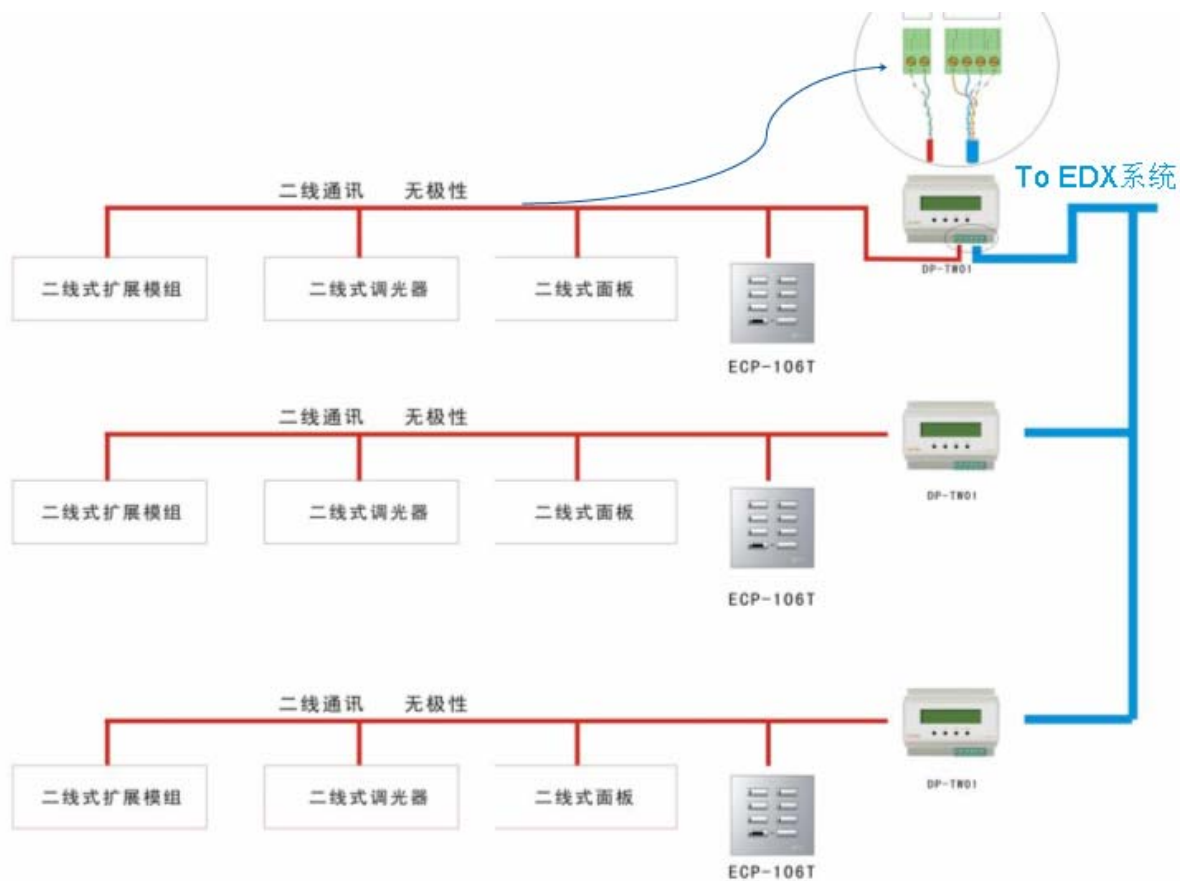 To EDX系统
二线通讯 无极性
DP-TW01
二线式扩展模组 二线式调光器 二线式面板
ECP-106T
二线通讯 无极性
DP-TW01
二线式扩展模组 二线式调光器 二线式面板
ECP-106T
二线通讯 无极性
DP-TW01
二线式扩展模组 二线式调光器 二线式面板
ECP-106T